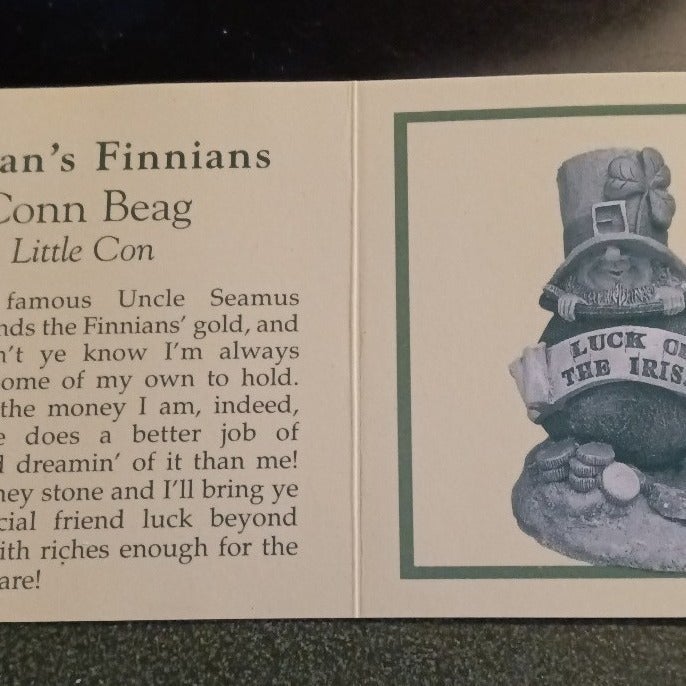 an's Finnians
Conn Beag
Little Con
famous Uncle Seamus
nds the Finnians' gold, and
n't ye know I'm always
ome of my own to hold.
the money I am, indeed,
e does a better job of
d dreamin' of it than me!
ney stone and I'll bring ye
cial friend luck beyond
ith riches enough for the
are!
LUCK OF
THE IRIS